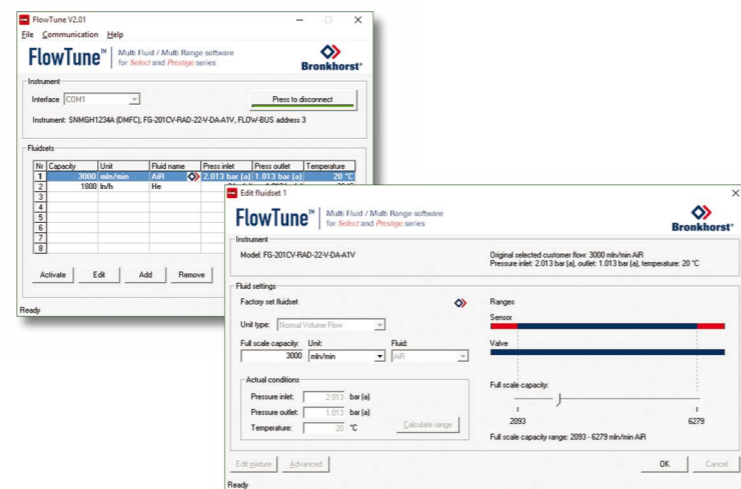 FlowTune V2.01
File Communication Help
FlowTune™
Multi Fluid / Multi Range software
for Select and Prestige series
Bronkhorst®
Instrument
Interface COM1
Press to disconnect
Instrument: SNMGH1234A (DMFC), FG-201CV-RAD-22-V-DA-A1V, FLOW-BUS address 3
Fluidsets
Nr Capacity Unit Fluid name Press inlet Press outlet Temperature
1 3000 mln/min AiR 2.013 bar (a) 1.013 bar (a) 20 °C
2 1800 ln/h He
3
4
5
6
7
8
Activate Edit Add Remove
Ready
Edit fluidset 1
FlowTune™
Multi Fluid / Multi Range software
for Select and Prestige series
Bronkhorst®
Instrument
Model: FG-201CV-RAD-22-V-DA-A1V
Original selected customer flow: 3000 mln/min AiR
Pressure inlet: 2.013 bar (a), outlet: 1.013 bar (a), temperature: 20 °C
Fluid settings
Factory set fluidset
Unit type: Normal Volume Flow
Full scale capacity: Unit: Fluid:
3000 mln/min AiR
Actual conditions
Pressure inlet: 2.013 bar (a)
Pressure outlet: 1.013 bar (a)
Temperature: 20 °C
Calculate range
Ranges
Sensor
Valve
Full scale capacity:
2093 6279
Full scale capacity range: 2093 - 6279 mln/min AiR
Edit mixture Advanced
OK Cancel
Ready